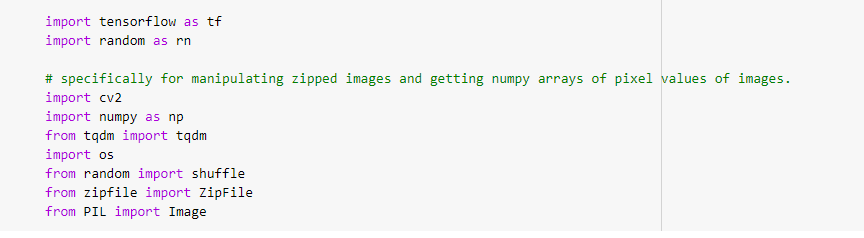 import tensorflow as tf
import random as rn
# specifically for manipulating zipped images and getting numpy arrays of pixel values of images.
import cv2
import numpy as np
from tqdm import tqdm
import os
from random import shuffle
from zipfile import ZipFile
from PIL import Image